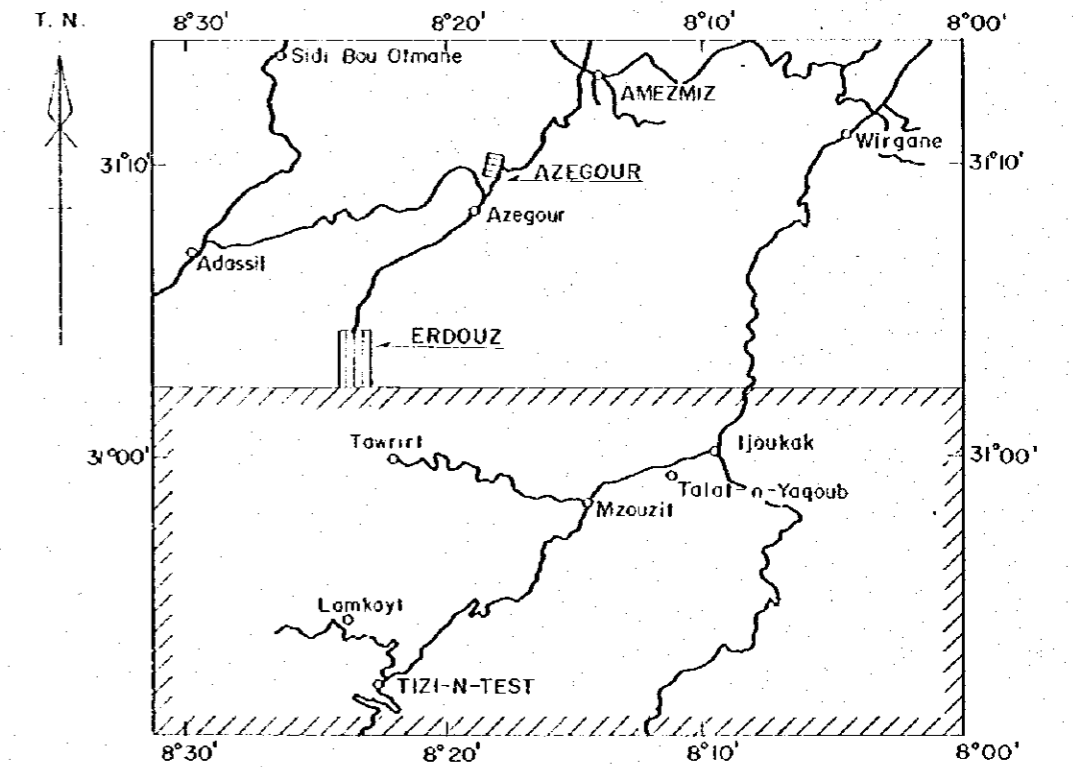 T. N.
8°30' 8°20' 8°10' 8°00'
Sidi Bou Otmane
AMEZMIZ
Wirgane
31°10' 31°10'
AZEGOUR
Azegour
Adassil
ERDOUZ
Tawrirt
Ijoukak
31°00' 31°00'
Talat-n-Yaqoub
Mzouzit
Lamkayt
TIZI-N-TEST
8°30' 8°20' 8°10' 8°00'